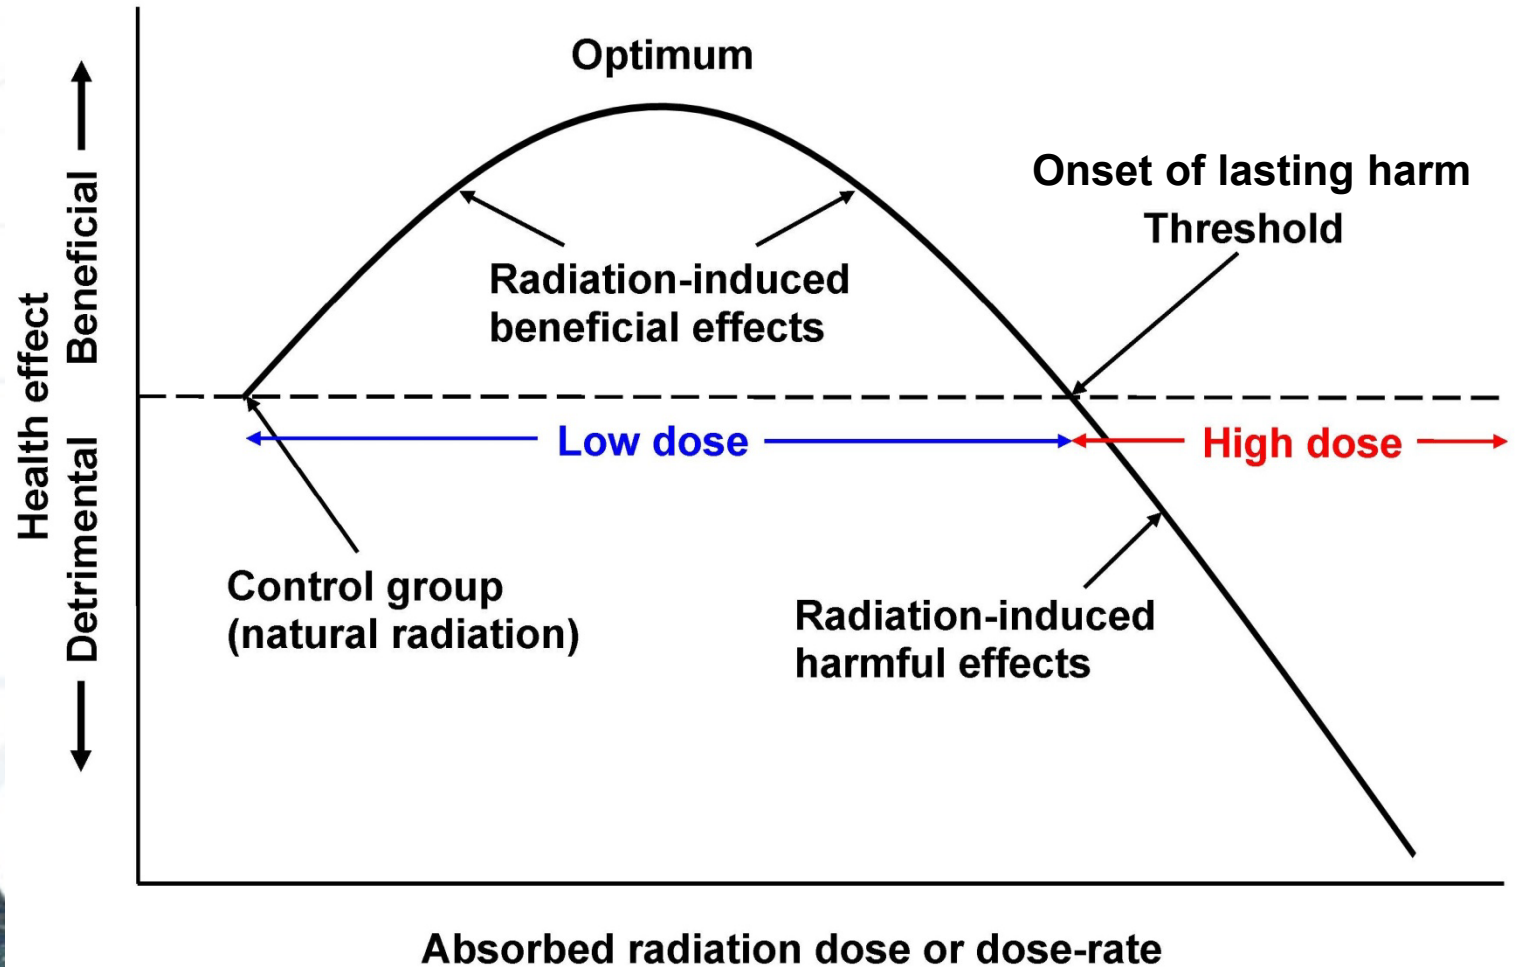 Optimum
Onset of lasting harm
Threshold
Radiation-induced
beneficial effects
Health effect
Beneficial
Detrimental
Low dose
High dose
Control group
(natural radiation)
Radiation-induced
harmful effects
Absorbed radiation dose or dose-rate